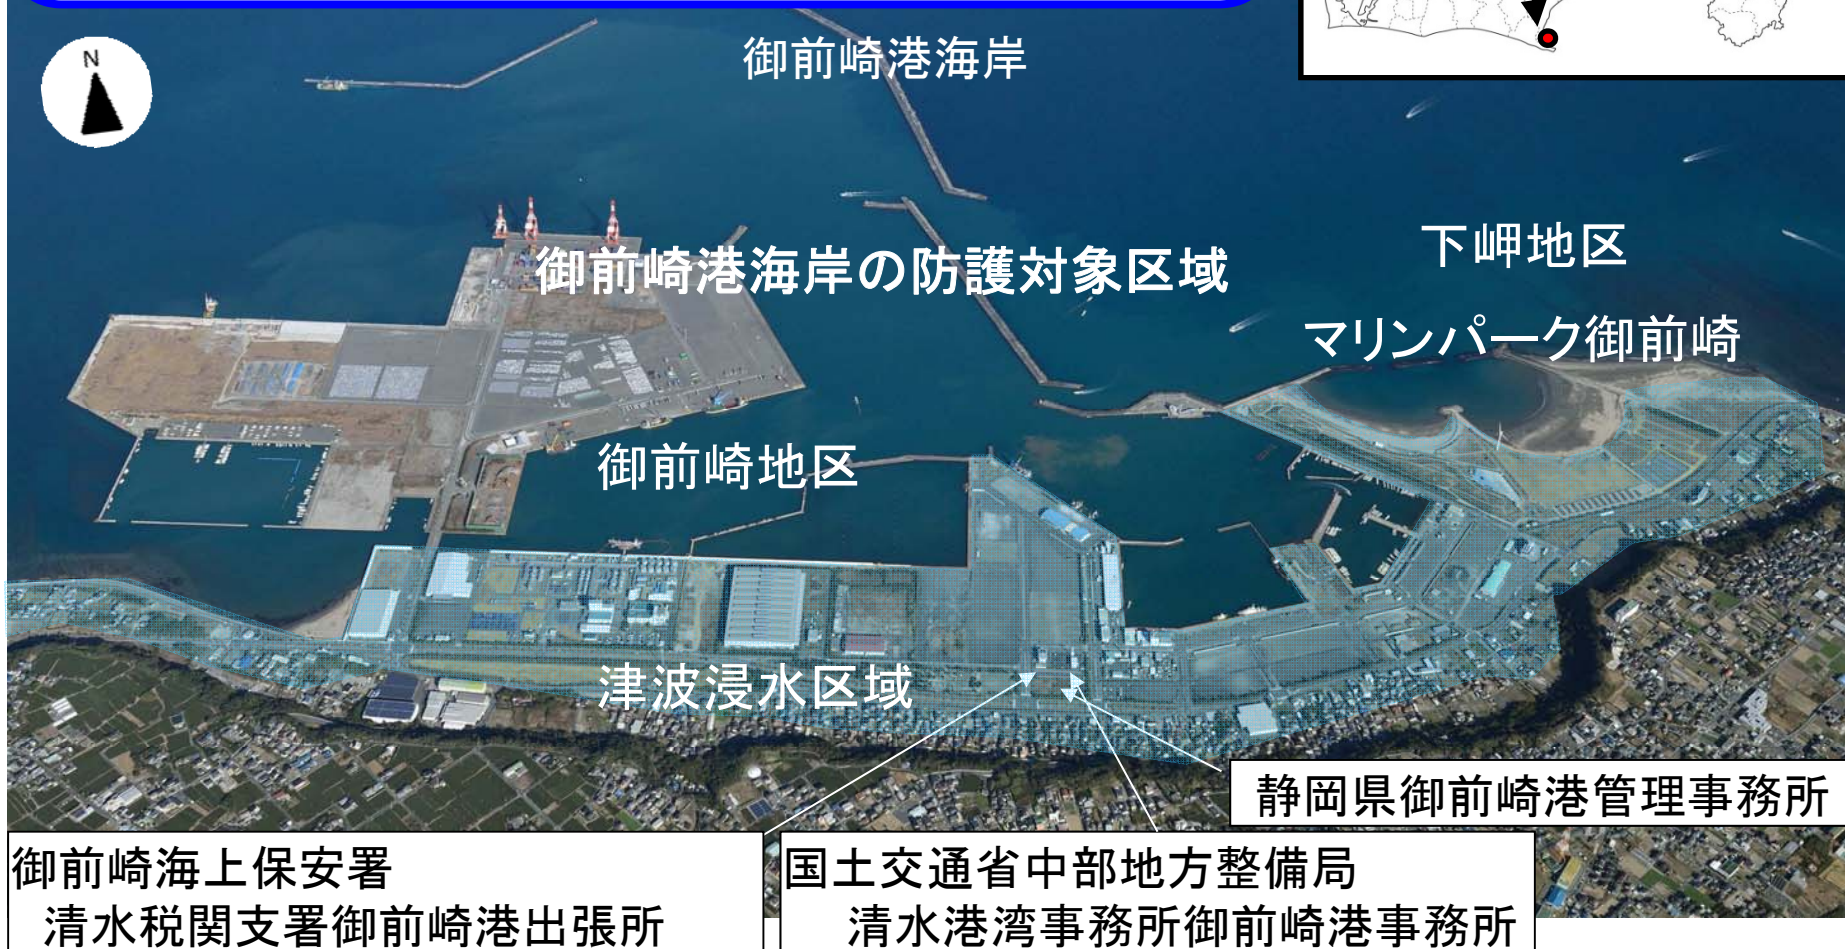 N
御前崎港海岸
御前崎港海岸の防護対象区域
下岬地区
マリンパーク御前崎
御前崎地区
津波浸水区域
静岡県御前崎港管理事務所
御前崎海上保安署
清水税関支署御前崎港出張所
国土交通省中部地方整備局
清水港湾事務所御前崎港事務所